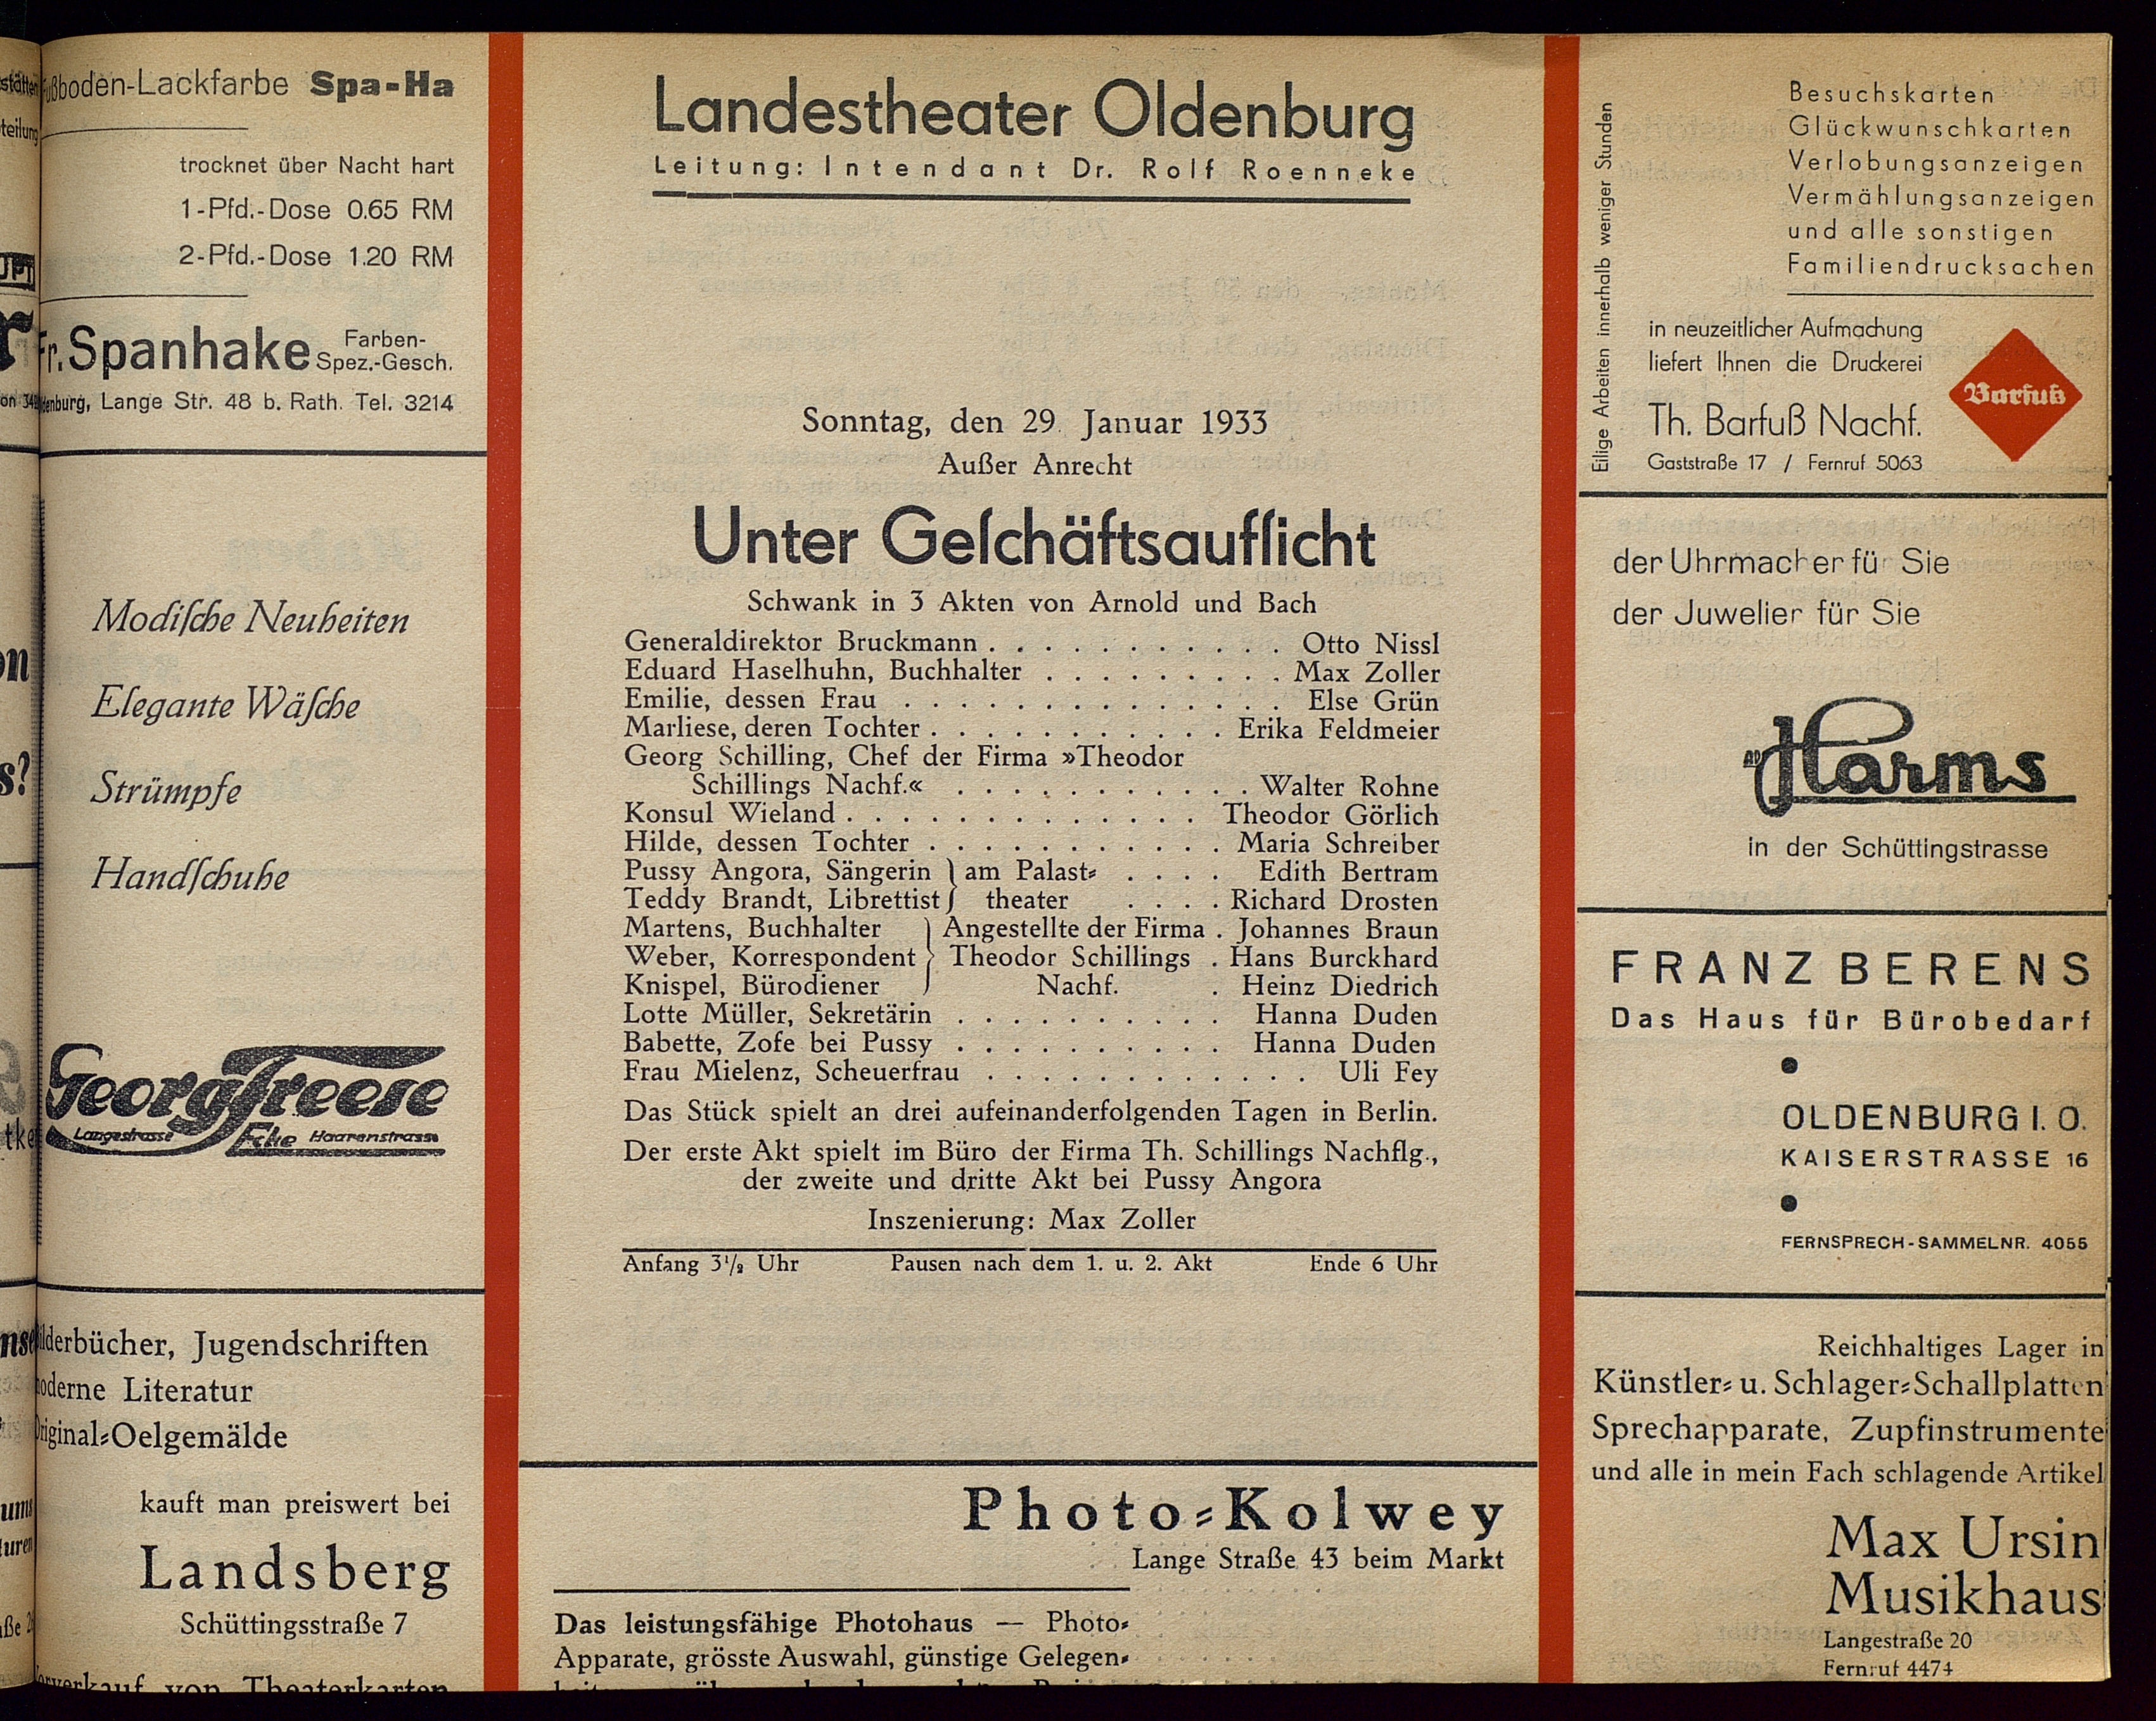 Fußboden-Lackfarbe Spa-Ha
trocknet über Nacht hart
1-Pfd.-Dose 0.65 RM
2-Pfd.-Dose 1.20 RM
Fr. Spanhake Farben-
Spez.-Gesch.
Lange Str. 48 b. Rath. Tel. 3214
Modiſche Neuheiten
Elegante Wäſche
Strümpfe
Handſchuhe
Georg Freese
Langestrasse Ecke Haarenstrasse
Jugendschriften
Literatur
Original⸗Oelgemälde
kauft man preiswert bei
Landsberg
Schüttingsstraße 7
Vorverkauf von Theaterkarten
Landestheater Oldenburg
Leitung: Intendant Dr. Rolf Roenneke
Sonntag, den 29. Januar 1933
Außer Anrecht
Unter Geſchäftsaufſicht
Schwank in 3 Akten von Arnold und Bach
Generaldirektor Bruckmann . . . . . . . . . . . Otto Nissl
Eduard Haselhuhn, Buchhalter . . . . . . . . . Max Zoller
Emilie, dessen Frau . . . . . . . . . . . . . . Else Grün
Marliese, deren Tochter . . . . . . . . . . . Erika Feldmeier
Georg Schilling, Chef der Firma »Theodor
Schillings Nachf.« . . . . . . . . . . . Walter Rohne
Konsul Wieland . . . . . . . . . . . . . Theodor Görlich
Hilde, dessen Tochter . . . . . . . . . . . Maria Schreiber
Pussy Angora, Sängerin } am Palast⸗ . . . . Edith Bertram
Teddy Brandt, Librettist } theater . . . . Richard Drosten
Martens, Buchhalter } Angestellte der Firma . Johannes Braun
Weber, Korrespondent } Theodor Schillings . Hans Burckhard
Knispel, Bürodiener } Nachf. . Heinz Diedrich
Lotte Müller, Sekretärin . . . . . . . . . . Hanna Duden
Babette, Zofe bei Pussy . . . . . . . . . . Hanna Duden
Frau Mielenz, Scheuerfrau . . . . . . . . . . . . Uli Fey
Das Stück spielt an drei aufeinanderfolgenden Tagen in Berlin.
Der erste Akt spielt im Büro der Firma Th. Schillings Nachflg.,
der zweite und dritte Akt bei Pussy Angora
Inszenierung: Max Zoller
Anfang 3½ Uhr Pausen nach dem 1. u. 2. Akt Ende 6 Uhr
Photo⸗Kolwey
Lange Straße 43 beim Markt
Das leistungsfähige Photohaus — Photo⸗
Apparate, grösste Auswahl, günstige Gelegen⸗
Eilige Arbeiten innerhalb weniger Stunden
Besuchskarten
Glückwunschkarten
Verlobungsanzeigen
Vermählungsanzeigen
und alle sonstigen
Familiendrucksachen
in neuzeitlicher Aufmachung
liefert Ihnen die Druckerei
Barfuß
Th. Barfuß Nachf.
Gaststraße 17 / Fernruf 5063
der Uhrmacher für Sie
der Juwelier für Sie
Harms
in der Schüttingstrasse
FRANZ BERENS
Das Haus für Bürobedarf
OLDENBURG I. O.
KAISERSTRASSE 16
FERNSPRECH-SAMMELNR. 4055
Reichhaltiges Lager in
Künstler⸗ u. Schlager⸗Schallplatten
Sprechapparate, Zupfinstrumente
und alle in mein Fach schlagende Artikel
Max Ursin
Musikhaus
Langestraße 20
Fernruf 4474